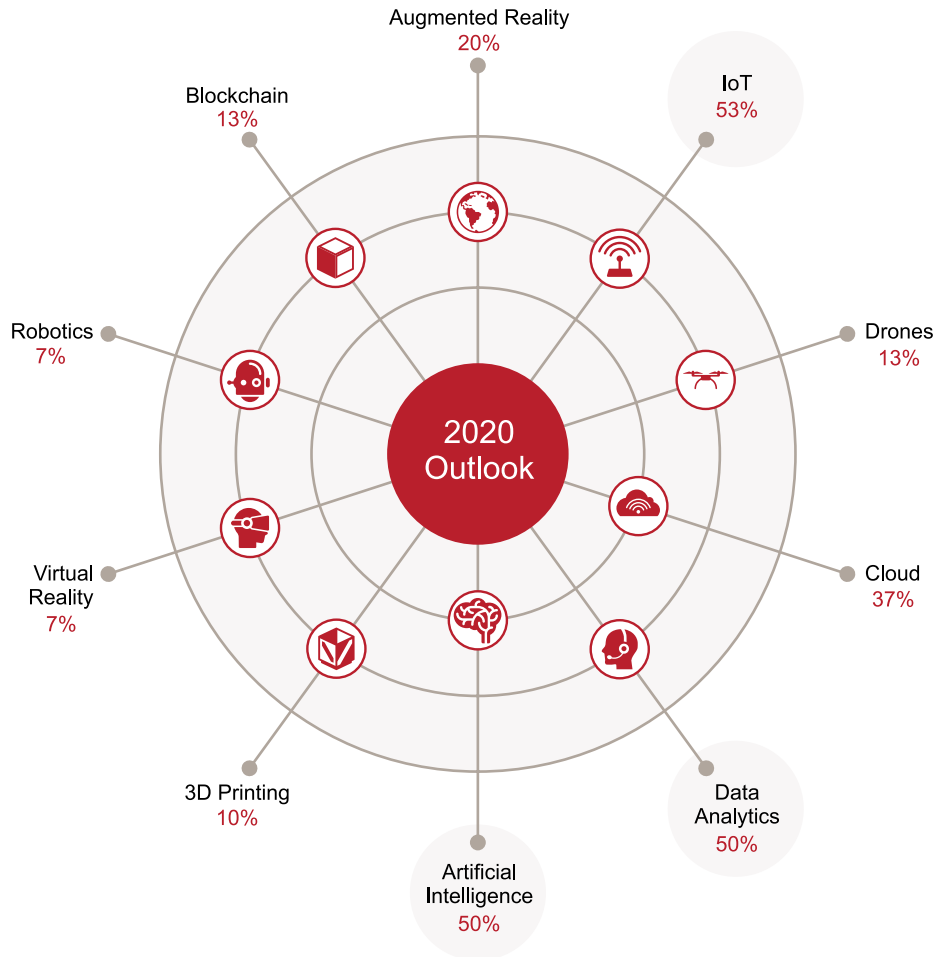 Augmented Reality
20%
IoT
53%
Blockchain
13%
Robotics
7%
Drones
13%
2020
Outlook
Virtual
Reality
7%
Cloud
37%
3D Printing
10%
Data
Analytics
50%
Artificial
Intelligence
50%